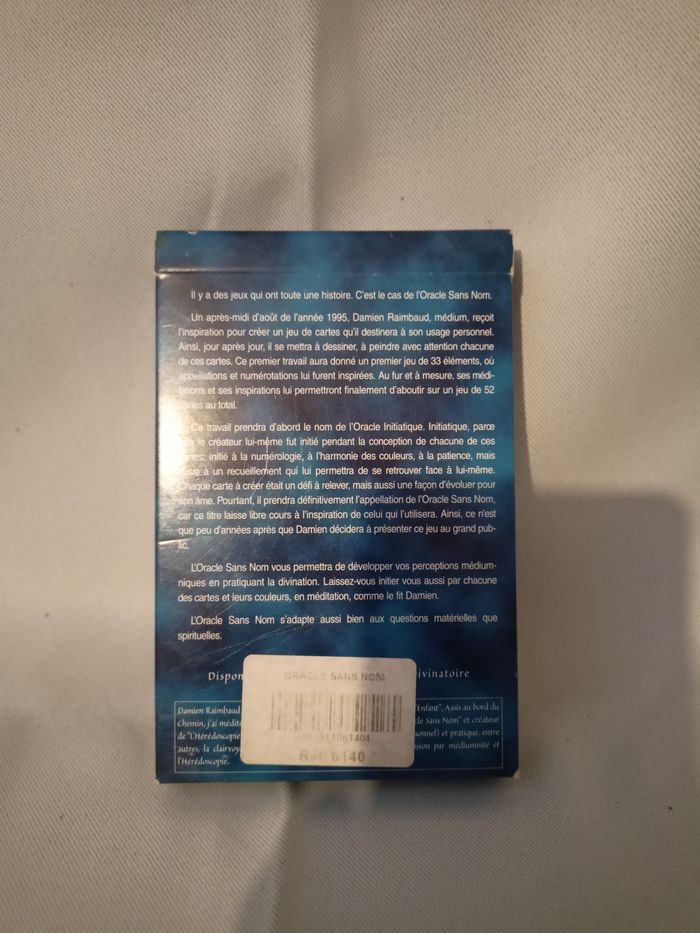 Il y a des jeux qui ont toute une histoire. C'est le cas de l'Oracle Sans Nom.
Un après-midi d'août de l'année 1995, Damien Raimbaud, médium, reçoit
l'inspiration pour créer un jeu de cartes qu'il destinera à son usage personnel.
Ainsi, jour après jour, il se mettra à dessiner, à peindre avec attention chacune
de ces cartes. Ce premier travail aura donné un premier jeu de 33 éléments, où
appellations et numérotations lui furent inspirées. Au fur et à mesure, ses médi-
tations et ses inspirations lui permettront finalement d'aboutir sur un jeu de 52
cartes au total.
Ce travail prendra d'abord le nom de l'Oracle Initiatique. Initiatique, parce
que le créateur lui-même fut initié pendant la conception de chacune de ces
cartes: initié à la numérologie, à l'harmonie des couleurs, à la patience, mais
aussi à un recueillement qui lui permettra de se retrouver face à lui-même.
Chaque carte à créer était un défi à relever, mais aussi une façon d'évoluer pour
son âme. Pourtant, il prendra définitivement l'appellation de l'Oracle Sans Nom,
car ce titre laisse libre cours à l'inspiration de celui qui l'utilisera. Ainsi, ce n'est
que peu d'années après que Damien décidera à présenter ce jeu au grand pub-
lic.
L'Oracle Sans Nom vous permettra de développer vos perceptions médium-
niques en pratiquant la divination. Laissez-vous initier vous aussi par chacune
des cartes et leurs couleurs, en méditation, comme le fit Damien.
L'Oracle Sans Nom s'adapte aussi bien aux questions matérielles que
spirituelles.
Dispon ivinatoire
ORACLE SANS NOM
Réf. 6140
Damien Raimbaud Enfant", Assis au bord du
Chemin, j'ai médit le Sans Nom" et créateur
de "L'Hérédoscopie sonnel) et pratique, entre
autres, la clairvoy sion par médiumnité et
l'Hérédoscopie.